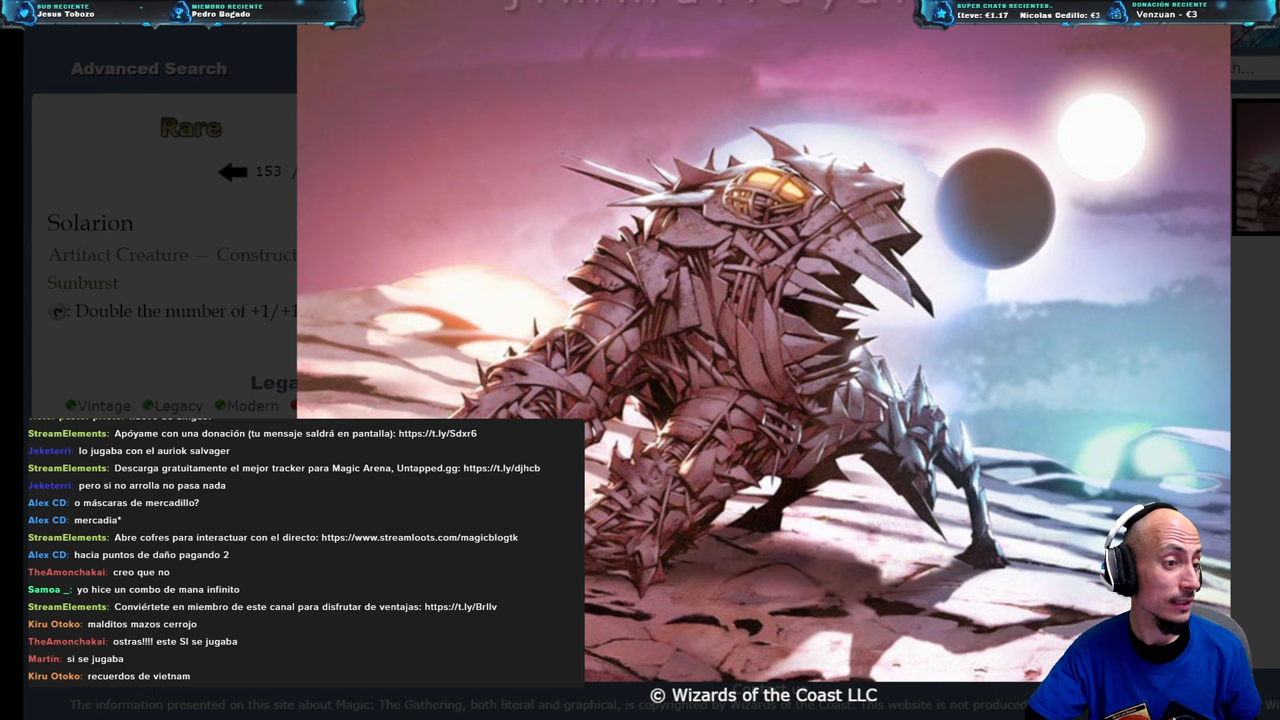 SUB RECIENTE
Jesus Tobozo
MIEMBRO RECIENTE
Pedro Bogado
SUPER CHATS RECIENTES.
€1.17 Nicolas Cedillo:
DONACIÓN RECIENTE
Venzuan - €3
Advanced Search
Rare
153 /
Solarion
Artifact Creature — Construct
Sunburst
: Double the number of +1/+1
Lega
Vintage Legacy Modern
StreamElements: Apóyame con una donación (tu mensaje saldrá en pantalla): https://t.ly/Sdxr6
Jeketerri: lo jugaba con el auriok salvager
StreamElements: Descarga gratuitamente el mejor tracker para Magic Arena, Untapped.gg: https://t.ly/djhcb
Jeketerri: pero si no arrolla no pasa nada
Alex CD: o máscaras de mercadillo?
Alex CD: mercadia*
StreamElements: Abre cofres para interactuar con el directo: https://www.streamloots.com/magicblogtk
Alex CD: hacia puntos de daño pagando 2
TheAmonchakai: creo que no
Samoa _: yo hice un combo de mana infinito
StreamElements: Conviértete en miembro de este canal para disfrutar de ventajas: https://t.ly/Brllv
Kiru Otoko: malditos mazos cerrojo
TheAmonchakai: ostras!!!! este SI se jugaba
Martín: si se jugaba
Kiru Otoko: recuerdos de vietnam
© Wizards of the Coast LLC
The information presented on this site about Magic: The Gathering, both literal and graphical, is copyrighted by Wizards of the Coast. This website is not produced